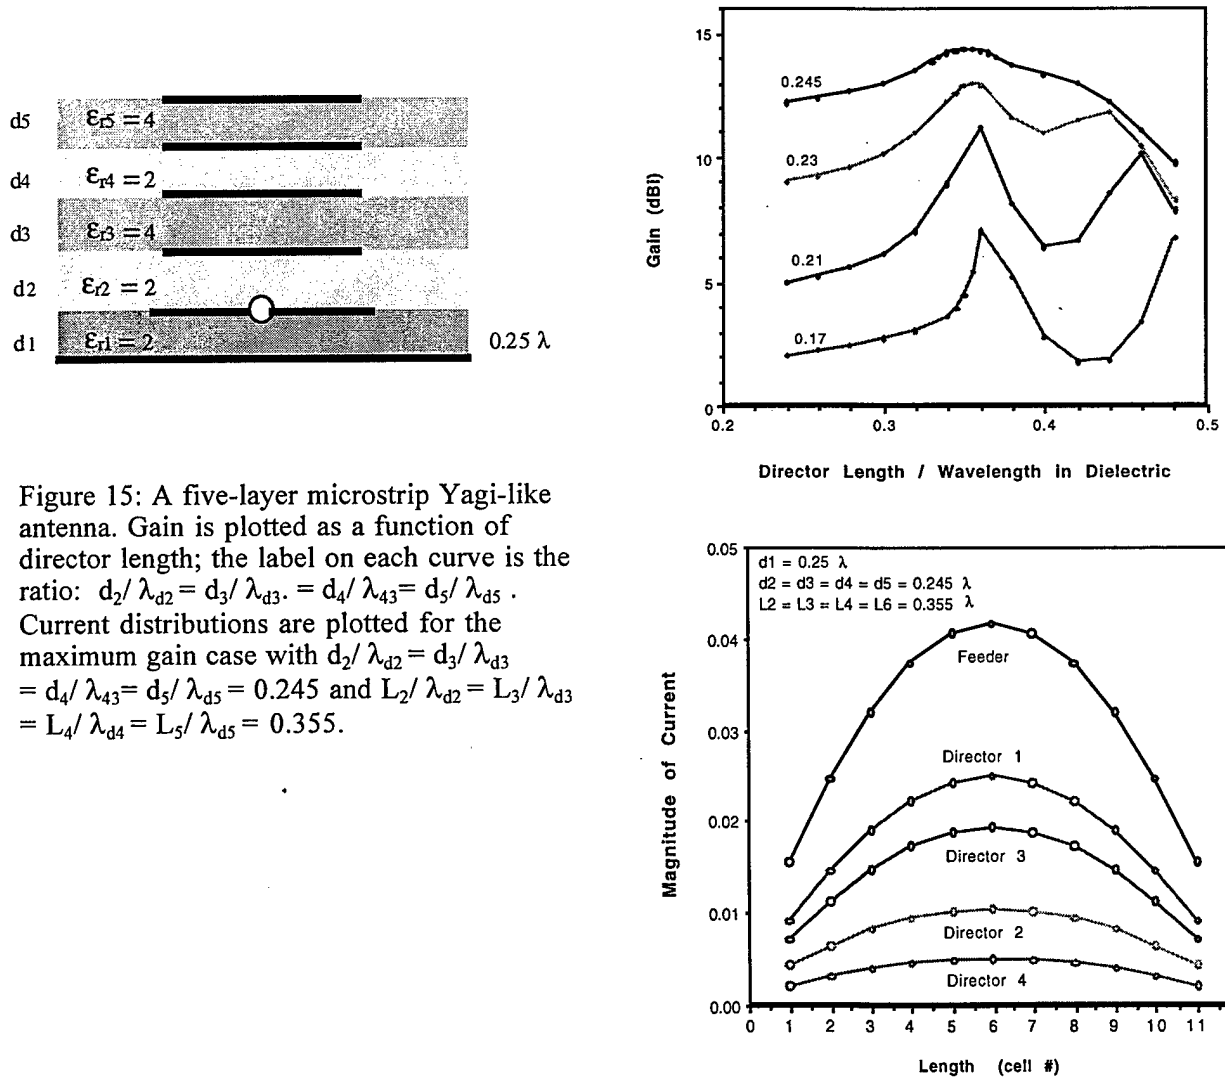 d5 εr5 = 4
d4 εr4 = 2
d3 εr3 = 4
d2 εr2 = 2
d1 εr1 = 2 0.25 λ
Figure 15: A five-layer microstrip Yagi-like
antenna. Gain is plotted as a function of
director length; the label on each curve is the
ratio: d2/ λd2 = d3/ λd3. = d4/ λ43= d5/ λd5 .
Current distributions are plotted for the
maximum gain case with d2/ λd2 = d3/ λd3
= d4/ λ43= d5/ λd5 = 0.245 and L2/ λd2 = L3/ λd3
= L4/ λd4 = L5/ λd5 = 0.355.
Gain (dBi)
15
10
5
0
0.245
0.23
0.21
0.17
0.2 0.3 0.4 0.5
Director Length / Wavelength in Dielectric
Magnitude of Current
0.05
0.04
0.03
0.02
0.01
0.00
d1 = 0.25 λ
d2 = d3 = d4 = d5 = 0.245 λ
L2 = L3 = L4 = L6 = 0.355 λ
Feeder
Director 1
Director 3
Director 2
Director 4
0 1 2 3 4 5 6 7 8 9 10 11
Length (cell #)